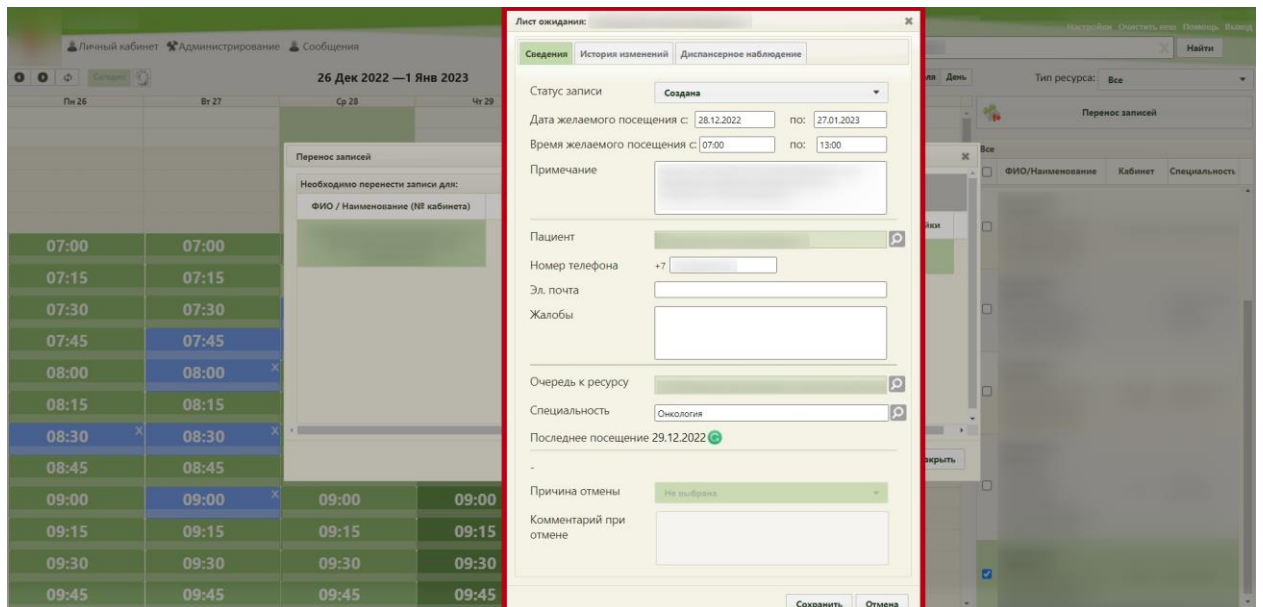 Настройки Очистить кеш Помощь Выход
Личный кабинет Администрирование Сообщения
Найти
Сегодня
26 Дек 2022 —1 Янв 2023
День
Тип ресурса: Все
Пн 26 Вт 27 Ср 28 Чт 29
Перенос записей
Все
ФИО/Наименование Кабинет Специальность
Перенос записей
Необходимо перенести записи для:
ФИО / Наименование (№ кабинета)
07:00 07:00
07:15 07:15
07:30 07:30
07:45 07:45
08:00 08:00
08:15 08:15
08:30 08:30
08:45 08:45
09:00 09:00 09:00 09:00
09:15 09:15 09:15 09:15
09:30 09:30 09:30 09:30
09:45 09:45 09:45 09:45
Лист ожидания:
Сведения История изменений Диспансерное наблюдение
Статус записи Создана
Дата желаемого посещения с: 28.12.2022 по: 27.01.2023
Время желаемого посещения с: 07:00 по: 13:00
Примечание
Пациент
Номер телефона +7
Эл. почта
Жалобы
Очередь к ресурсу
Специальность Онкология
Последнее посещение 29.12.2022
-
Причина отмены Не выбрана
Комментарий при
отмене
Сохранить Отмена